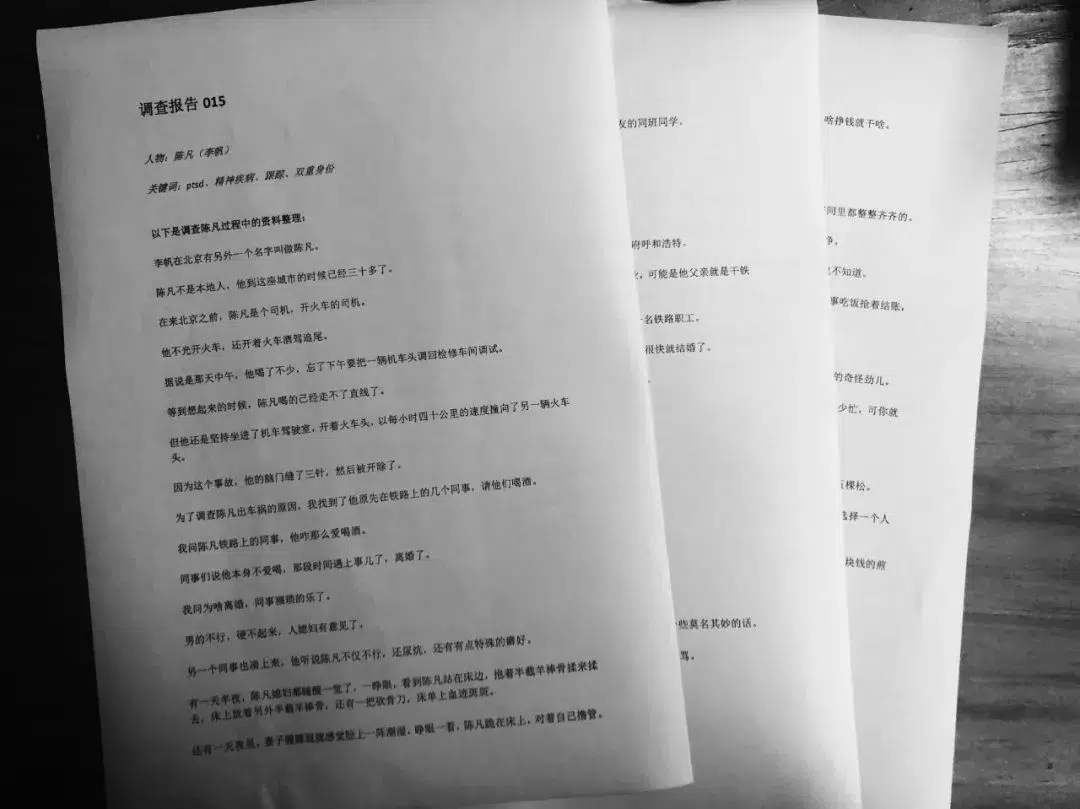 调查报告 015
人物：陈凡（李帆）
关键词：ptsd、精神疾病、跟踪、双重身份
以下是调查陈凡过程中的资料整理：
李帆在北京有另外一个名字叫做陈凡。
陈凡不是本地人，他到这座城市的时候已经三十多了。
在来北京之前，陈凡是个司机，开火车的司机。
他不光开火车，还开着火车酒驾追尾。
据说是那天中午，他喝了不少，忘了下午要把一辆机车头调回检修车间调试。
等到想起来的时候，陈凡喝的已经走不了直线了。
但他还是坚持坐进了机车驾驶室，开着火车头，以每小时四十公里的速度撞向了另一辆火车
头。
因为这个事故，他的脑门缝了三针，然后被开除了。
为了调查陈凡出车祸的原因，我找到了他原先在铁路上的几个同事，请他们喝酒。
我问陈凡铁路上的同事，他咋那么爱喝酒。
同事们说他本身不爱喝，那段时间遇上事儿了，离婚了。
我问为啥离婚，同事猥琐的乐了。
男的不行，硬不起来，人媳妇有意见了。
另一个同事也凑上来，他听说陈凡不仅不行，还尿炕，还有有点特殊的癖好。
有一天半夜，陈凡媳妇都睡醒一觉了，一睁眼，看到陈凡站在床边，抱着半截羊棒骨揉来揉
去，床上放着另外半截羊棒骨，还有一把砍骨刀，床单上血迹斑斑。
还有一天夜里，妻子朦朦胧胧感觉脸上一阵潮湿，睁眼一看，陈凡跪在床上，对着自己撸管。
友的同班同学。
府呼和浩特。
，可能是他父亲就是干铁
名铁路职工。
很快就结婚了。
些莫名其妙的话。
骂。
啥挣钱就干啥。
间里都整整齐齐的。
净。
不知道。
事吃饭抢着结账，
的奇怪劲儿。
少忙，可你就
棵松。
选择一个人
块钱的煎